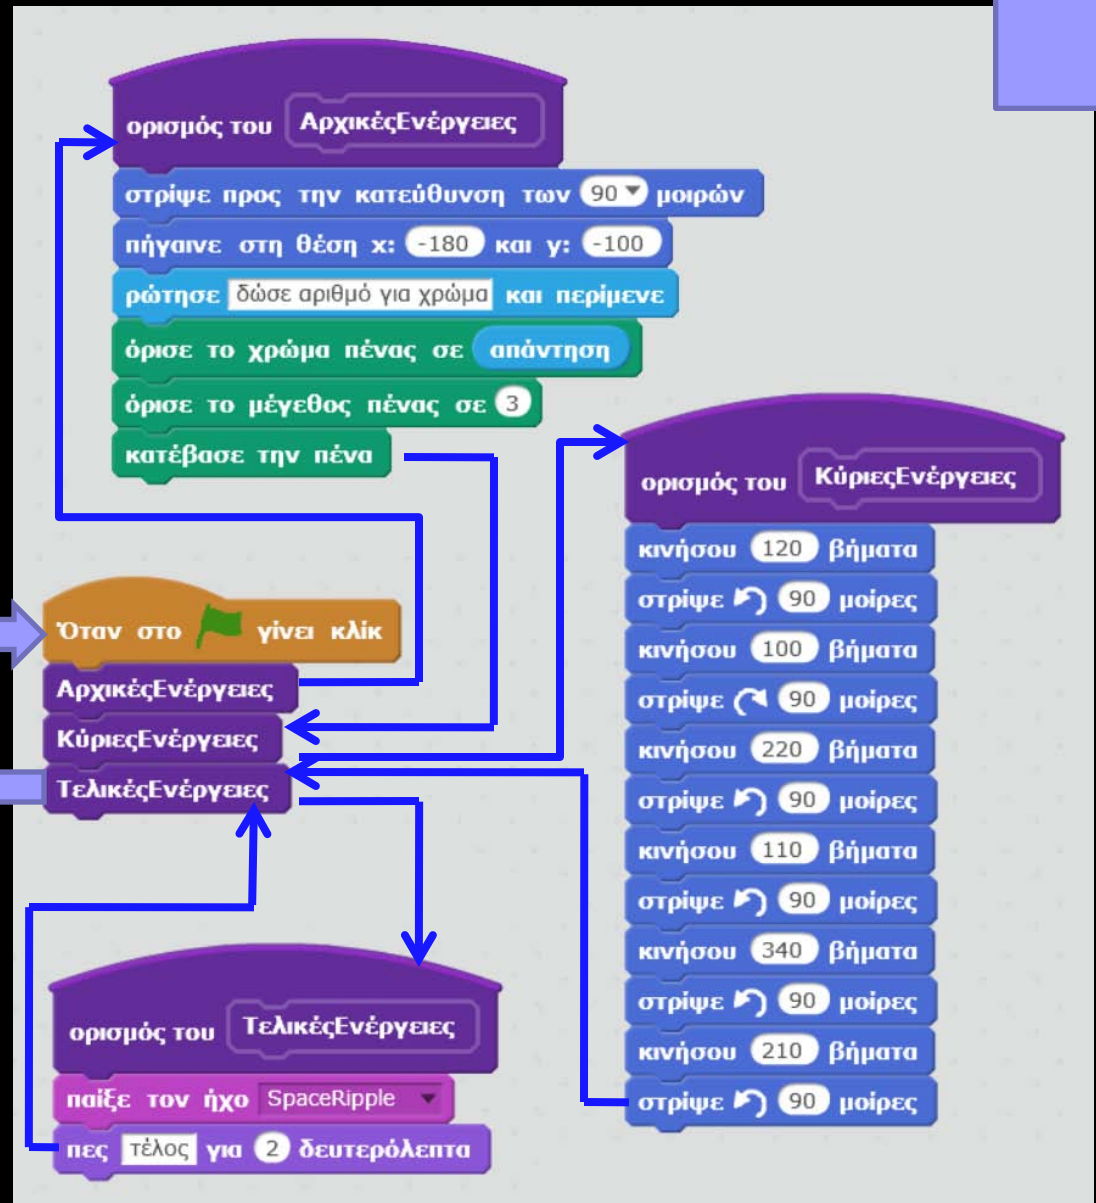 ορισμός του ΑρχικέςΕνέργειες
στρίψε προς την κατεύθυνση των 90 μοιρών
πήγαινε στη θέση x: -180 και y: -100
ρώτησε δώσε αριθμό για χρώμα και περίμενε
όρισε το χρώμα πένας σε απάντηση
όρισε το μέγεθος πένας σε 3
κατέβασε την πένα
Όταν στο γίνει κλίκ
ΑρχικέςΕνέργειες
ΚύριεςΕνέργειες
ΤελικέςΕνέργειες
ορισμός του ΤελικέςΕνέργειες
παίξε τον ήχο SpaceRipple
πες τέλος για 2 δευτερόλεπτα
ορισμός του ΚύριεςΕνέργειες
κινήσου 120 βήματα
στρίψε 90 μοίρες
κινήσου 100 βήματα
στρίψε 90 μοίρες
κινήσου 220 βήματα
στρίψε 90 μοίρες
κινήσου 110 βήματα
στρίψε 90 μοίρες
κινήσου 340 βήματα
στρίψε 90 μοίρες
κινήσου 210 βήματα
στρίψε 90 μοίρες